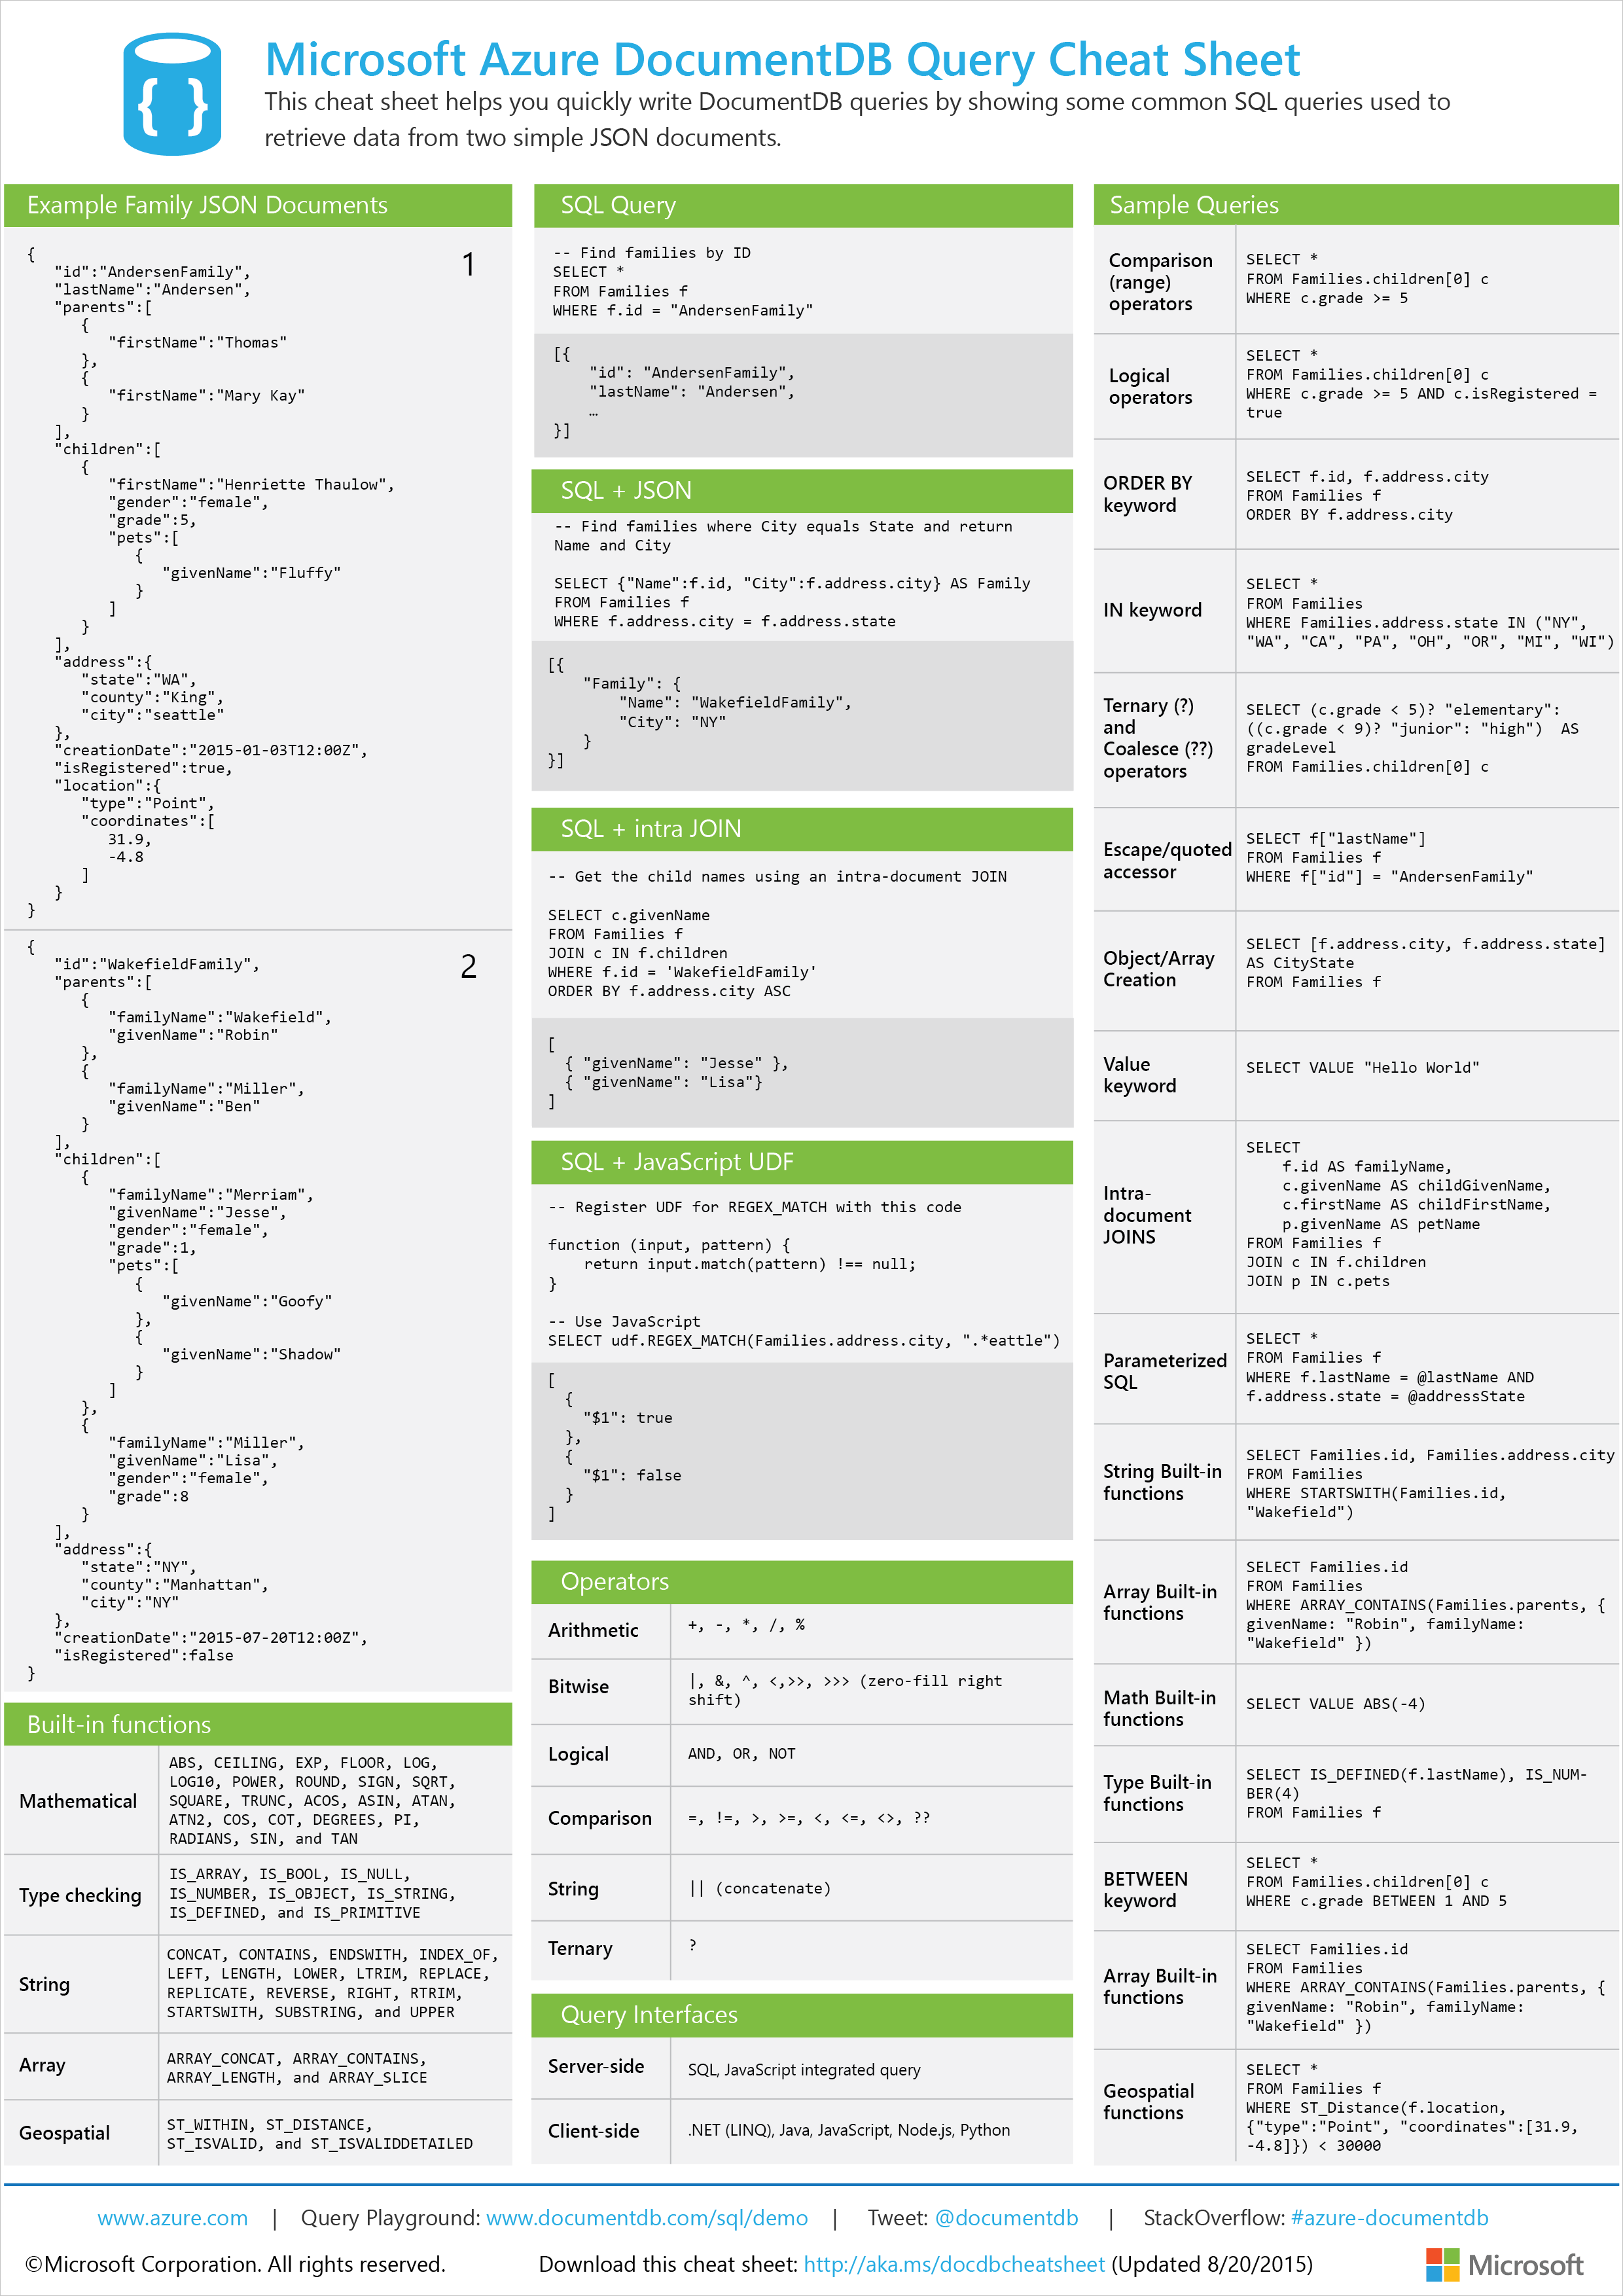 { }
Microsoft Azure DocumentDB Query Cheat Sheet
This cheat sheet helps you quickly write DocumentDB queries by showing some common SQL queries used to
retrieve data from two simple JSON documents.
Example Family JSON Documents
1
{
"id":"AndersenFamily",
"lastName":"Andersen",
"parents":[
{
"firstName":"Thomas"
},
{
"firstName":"Mary Kay"
}
],
"children":[
{
"firstName":"Henriette Thaulow",
"gender":"female",
"grade":5,
"pets":[
{
"givenName":"Fluffy"
}
]
}
],
"address":{
"state":"WA",
"county":"King",
"city":"seattle"
},
"creationDate":"2015-01-03T12:00Z",
"isRegistered":true,
"location":{
"type":"Point",
"coordinates":[
31.9,
-4.8
]
}
}
2
{
"id":"WakefieldFamily",
"parents":[
{
"familyName":"Wakefield",
"givenName":"Robin"
},
{
"familyName":"Miller",
"givenName":"Ben"
}
],
"children":[
{
"familyName":"Merriam",
"givenName":"Jesse",
"gender":"female",
"grade":1,
"pets":[
{
"givenName":"Goofy"
},
{
"givenName":"Shadow"
}
]
},
{
"familyName":"Miller",
"givenName":"Lisa",
"gender":"female",
"grade":8
}
],
"address":{
"state":"NY",
"county":"Manhattan",
"city":"NY"
},
"creationDate":"2015-07-20T12:00Z",
"isRegistered":false
}
Built-in functions
Mathematical
ABS, CEILING, EXP, FLOOR, LOG,
LOG10, POWER, ROUND, SIGN, SQRT,
SQUARE, TRUNC, ACOS, ASIN, ATAN,
ATN2, COS, COT, DEGREES, PI,
RADIANS, SIN, and TAN
Type checking
IS_ARRAY, IS_BOOL, IS_NULL,
IS_NUMBER, IS_OBJECT, IS_STRING,
IS_DEFINED, and IS_PRIMITIVE
String
CONCAT, CONTAINS, ENDSWITH, INDEX_OF,
LEFT, LENGTH, LOWER, LTRIM, REPLACE,
REPLICATE, REVERSE, RIGHT, RTRIM,
STARTSWITH, SUBSTRING, and UPPER
Array
ARRAY_CONCAT, ARRAY_CONTAINS,
ARRAY_LENGTH, and ARRAY_SLICE
Geospatial
ST_WITHIN, ST_DISTANCE,
ST_ISVALID, and ST_ISVALIDDETAILED
SQL Query
-- Find families by ID
SELECT *
FROM Families f
WHERE f.id = "AndersenFamily"
[{
"id": "AndersenFamily",
"lastName": "Andersen",
…
}]
SQL + JSON
-- Find families where City equals State and return
Name and City
SELECT {"Name":f.id, "City":f.address.city} AS Family
FROM Families f
WHERE f.address.city = f.address.state
[{
"Family": {
"Name": "WakefieldFamily",
"City": "NY"
}
}]
SQL + intra JOIN
-- Get the child names using an intra-document JOIN
SELECT c.givenName
FROM Families f
JOIN c IN f.children
WHERE f.id = 'WakefieldFamily'
ORDER BY f.address.city ASC
[
{ "givenName": "Jesse" },
{ "givenName": "Lisa"}
]
SQL + JavaScript UDF
-- Register UDF for REGEX_MATCH with this code
function (input, pattern) {
return input.match(pattern) !== null;
}
-- Use JavaScript
SELECT udf.REGEX_MATCH(Families.address.city, ".*eattle")
[
{
"$1": true
},
{
"$1": false
}
]
Operators
Arithmetic
+, -, *, /, %
Bitwise
|, &, ^, <,>>, >>> (zero-fill right
shift)
Logical
AND, OR, NOT
Comparison
=, !=, >, >=, <, <=, <>, ??
String
|| (concatenate)
Ternary
?
Query Interfaces
Server-side
SQL, JavaScript integrated query
Client-side
.NET (LINQ), Java, JavaScript, Node.js, Python
Sample Queries
Comparison
(range)
operators
SELECT *
FROM Families.children[0] c
WHERE c.grade >= 5
Logical
operators
SELECT *
FROM Families.children[0] c
WHERE c.grade >= 5 AND c.isRegistered =
true
ORDER BY
keyword
SELECT f.id, f.address.city
FROM Families f
ORDER BY f.address.city
IN keyword
SELECT *
FROM Families
WHERE Families.address.state IN ("NY",
"WA", "CA", "PA", "OH", "OR", "MI", "WI")
Ternary (?)
and
Coalesce (??)
operators
SELECT (c.grade < 5)? "elementary":
((c.grade < 9)? "junior": "high") AS
gradeLevel
FROM Families.children[0] c
Escape/quoted
accessor
SELECT f["lastName"]
FROM Families f
WHERE f["id"] = "AndersenFamily"
Object/Array
Creation
SELECT [f.address.city, f.address.state]
AS CityState
FROM Families f
Value
keyword
SELECT VALUE "Hello World"
Intra-
document
JOINS
SELECT
f.id AS familyName,
c.givenName AS childGivenName,
c.firstName AS childFirstName,
p.givenName AS petName
FROM Families f
JOIN c IN f.children
JOIN p IN c.pets
Parameterized
SQL
SELECT *
FROM Families f
WHERE f.lastName = @lastName AND
f.address.state = @addressState
String Built-in
functions
SELECT Families.id, Families.address.city
FROM Families
WHERE STARTSWITH(Families.id,
"Wakefield")
Array Built-in
functions
SELECT Families.id
FROM Families
WHERE ARRAY_CONTAINS(Families.parents, {
givenName: "Robin", familyName:
"Wakefield" })
Math Built-in
functions
SELECT VALUE ABS(-4)
Type Built-in
functions
SELECT IS_DEFINED(f.lastName), IS_NUM-
BER(4)
FROM Families f
BETWEEN
keyword
SELECT *
FROM Families.children[0] c
WHERE c.grade BETWEEN 1 AND 5
Array Built-in
functions
SELECT Families.id
FROM Families
WHERE ARRAY_CONTAINS(Families.parents, {
givenName: "Robin", familyName:
"Wakefield" })
Geospatial
functions
SELECT *
FROM Families f
WHERE ST_Distance(f.location,
{"type":"Point", "coordinates":[31.9,
-4.8]}) < 30000
www.azure.com | Query Playground: www.documentdb.com/sql/demo | Tweet: @documentdb | StackOverflow: #azure-documentdb
©Microsoft Corporation. All rights reserved. Download this cheat sheet: http://aka.ms/docdbcheatsheet (Updated 8/20/2015) Microsoft